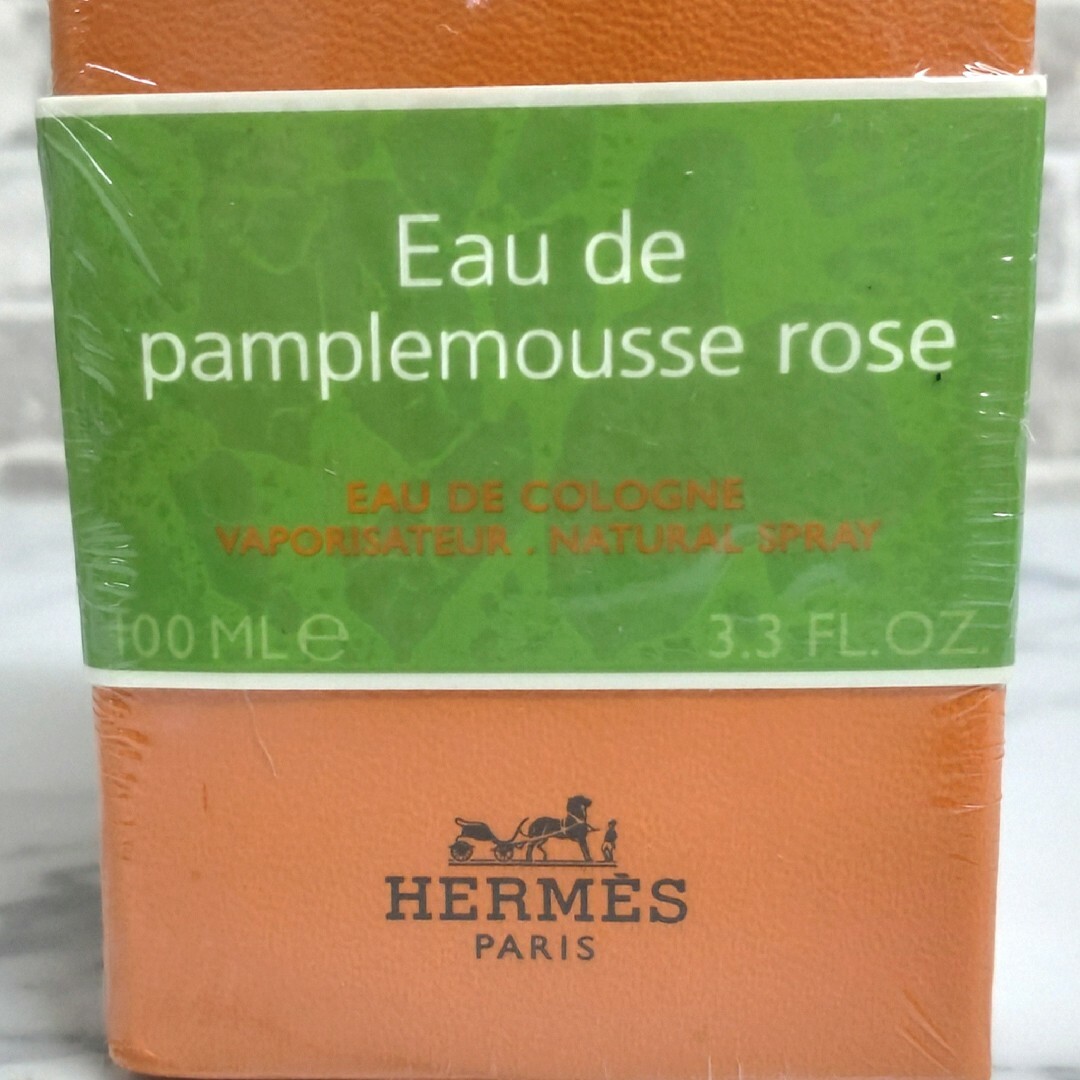 Eau de
pamplemousse rose
EAU DE COLOGNE
VAPORISATEUR . NATURAL SPRAY
100 ML e 3.3 FL.OZ.
HERMÈS
PARIS